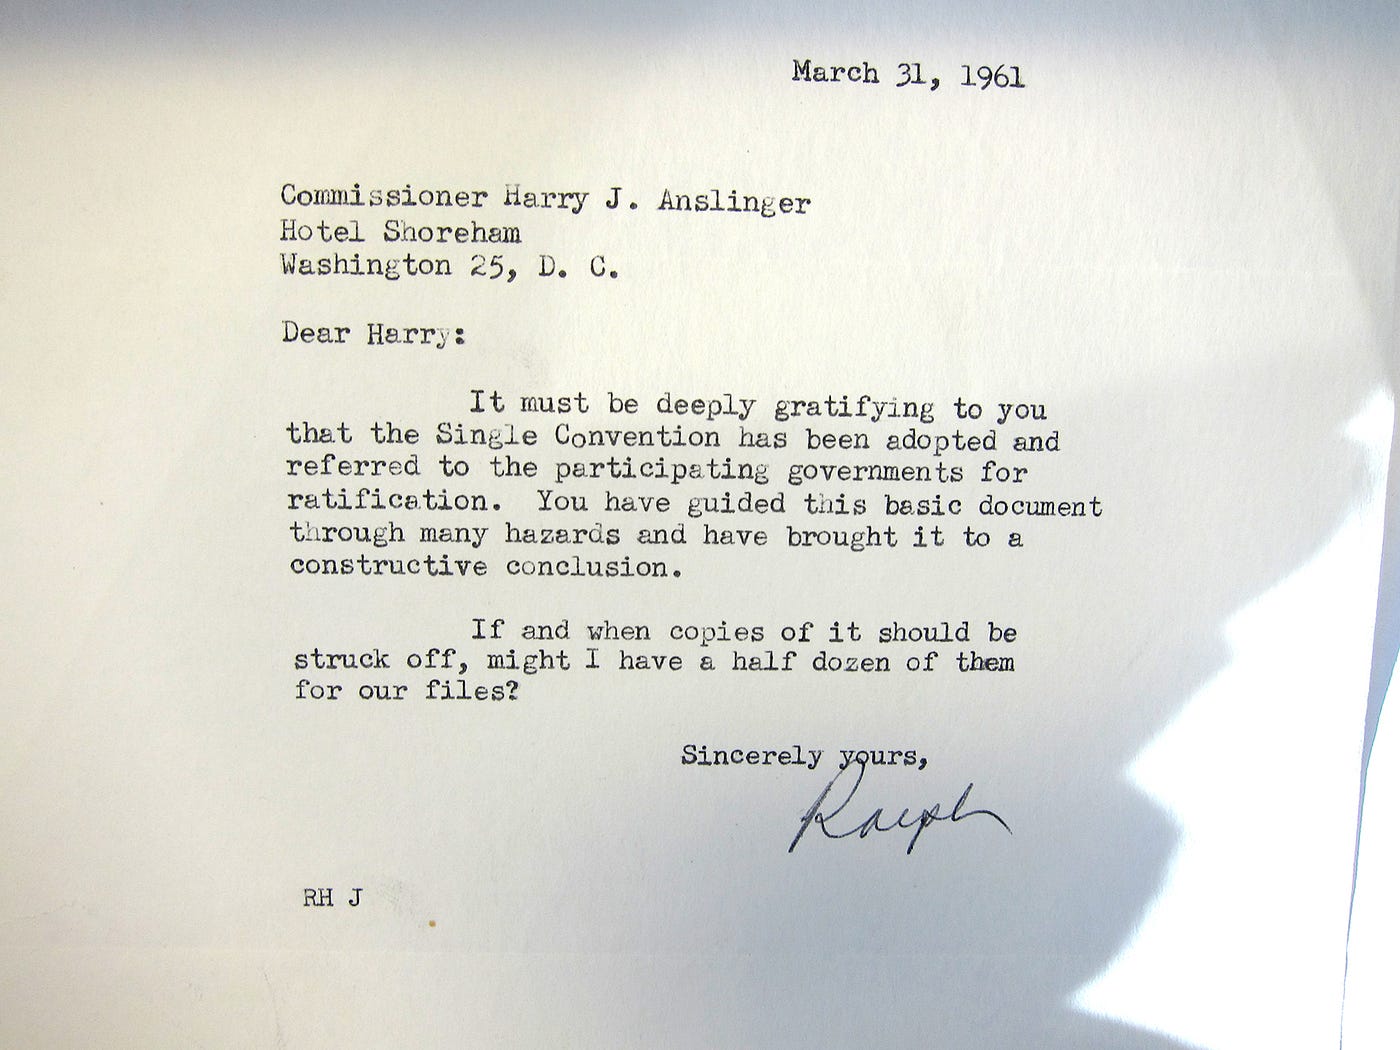 March 31, 1961
Commissioner Harry J. Anslinger
Hotel Shoreham
Washington 25, D. C.
Dear Harry:
It must be deeply gratifying to you
that the Single Convention has been adopted and
referred to the participating governments for
ratification. You have guided this basic document
through many hazards and have brought it to a
constructive conclusion.
If and when copies of it should be
struck off, might I have a half dozen of them
for our files?
Sincerely yours,
Ralph
RH J